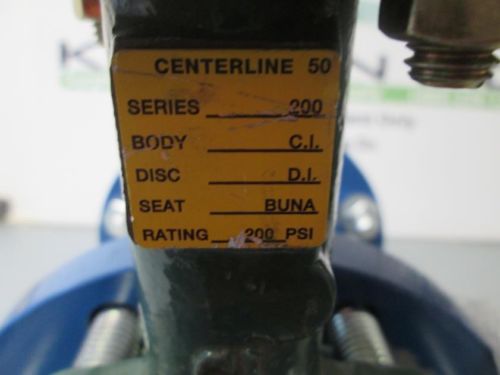 CENTERLINE 50
SERIES 200
BODY C.I.
DISC D.I.
SEAT BUNA
RATING 200 PSI